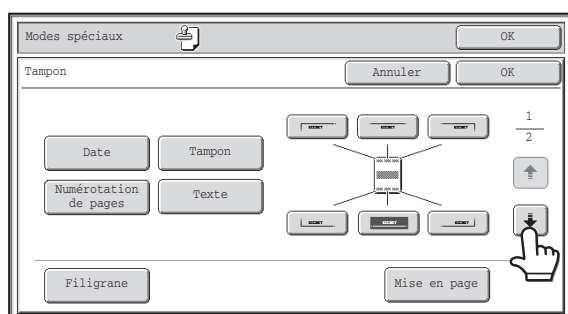 Modes spéciaux
OK
Tampon
Annuler
OK
1
2
Date
Tampon
Numérotation
de pages
Texte
Filigrane
Mise en page